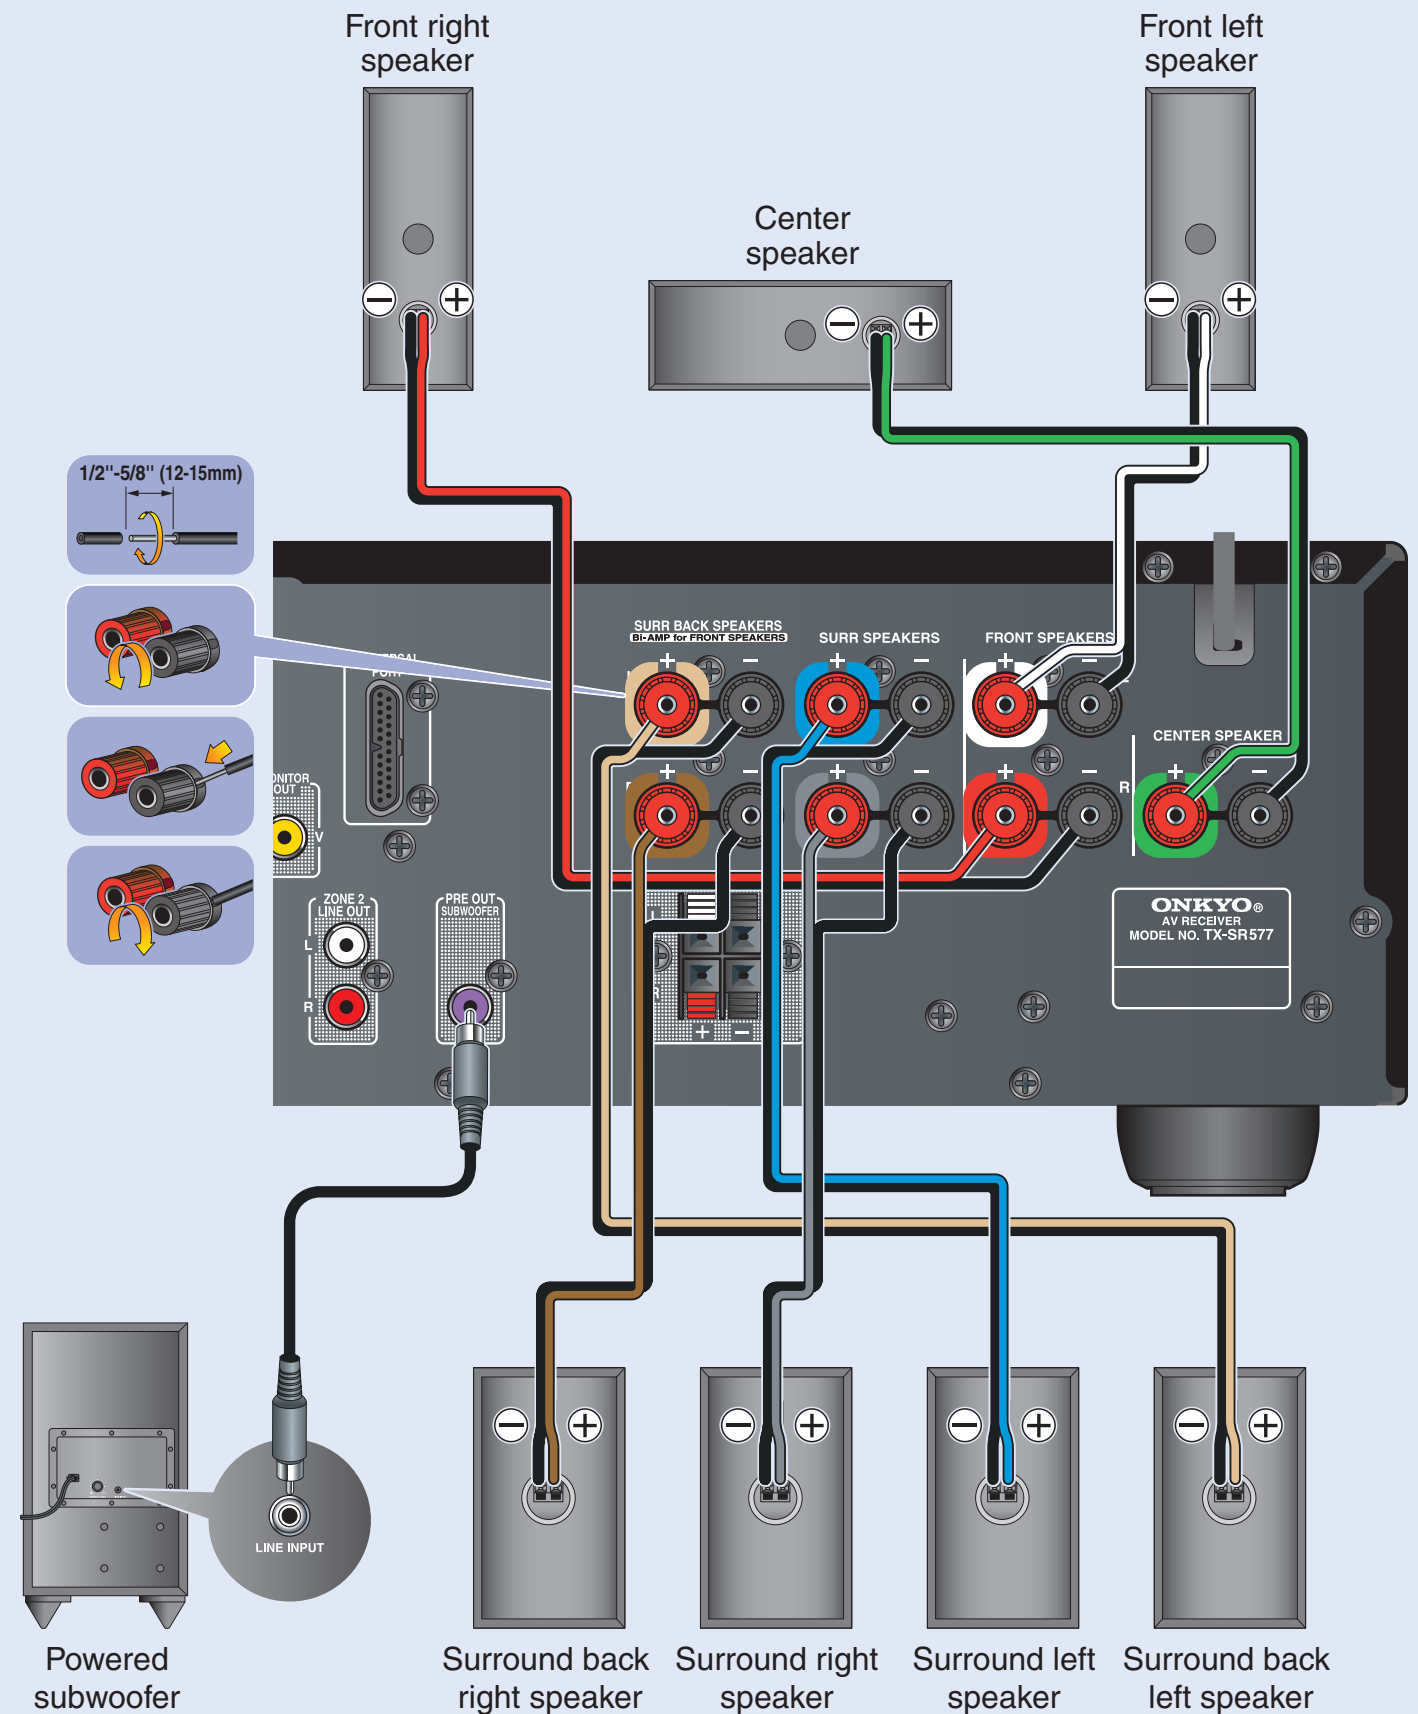 Front right
speaker
Front left
speaker
Center
speaker
1/2"-5/8" (12-15mm)
SURR BACK SPEAKERS
BI-AMP for FRONT SPEAKERS
SURR SPEAKERS
FRONT SPEAKERS
PORT
CENTER SPEAKER
R
OUT
V
ZONE 2
LINE OUT
L
R
PRE OUT
SUBWOOFER
ONKYO®
AV RECEIVER
MODEL NO. TX-SR577
LINE INPUT
Powered
subwoofer
Surround back
right speaker
Surround right
speaker
Surround left
speaker
Surround back
left speaker